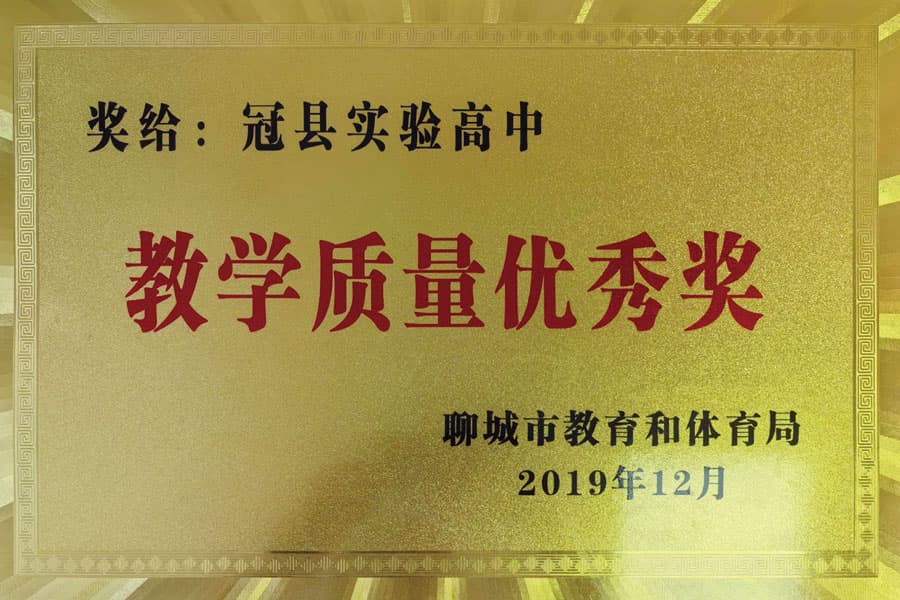 奖给：冠县实验高中
教学质量优秀奖
聊城市教育和体育局
2019年12月